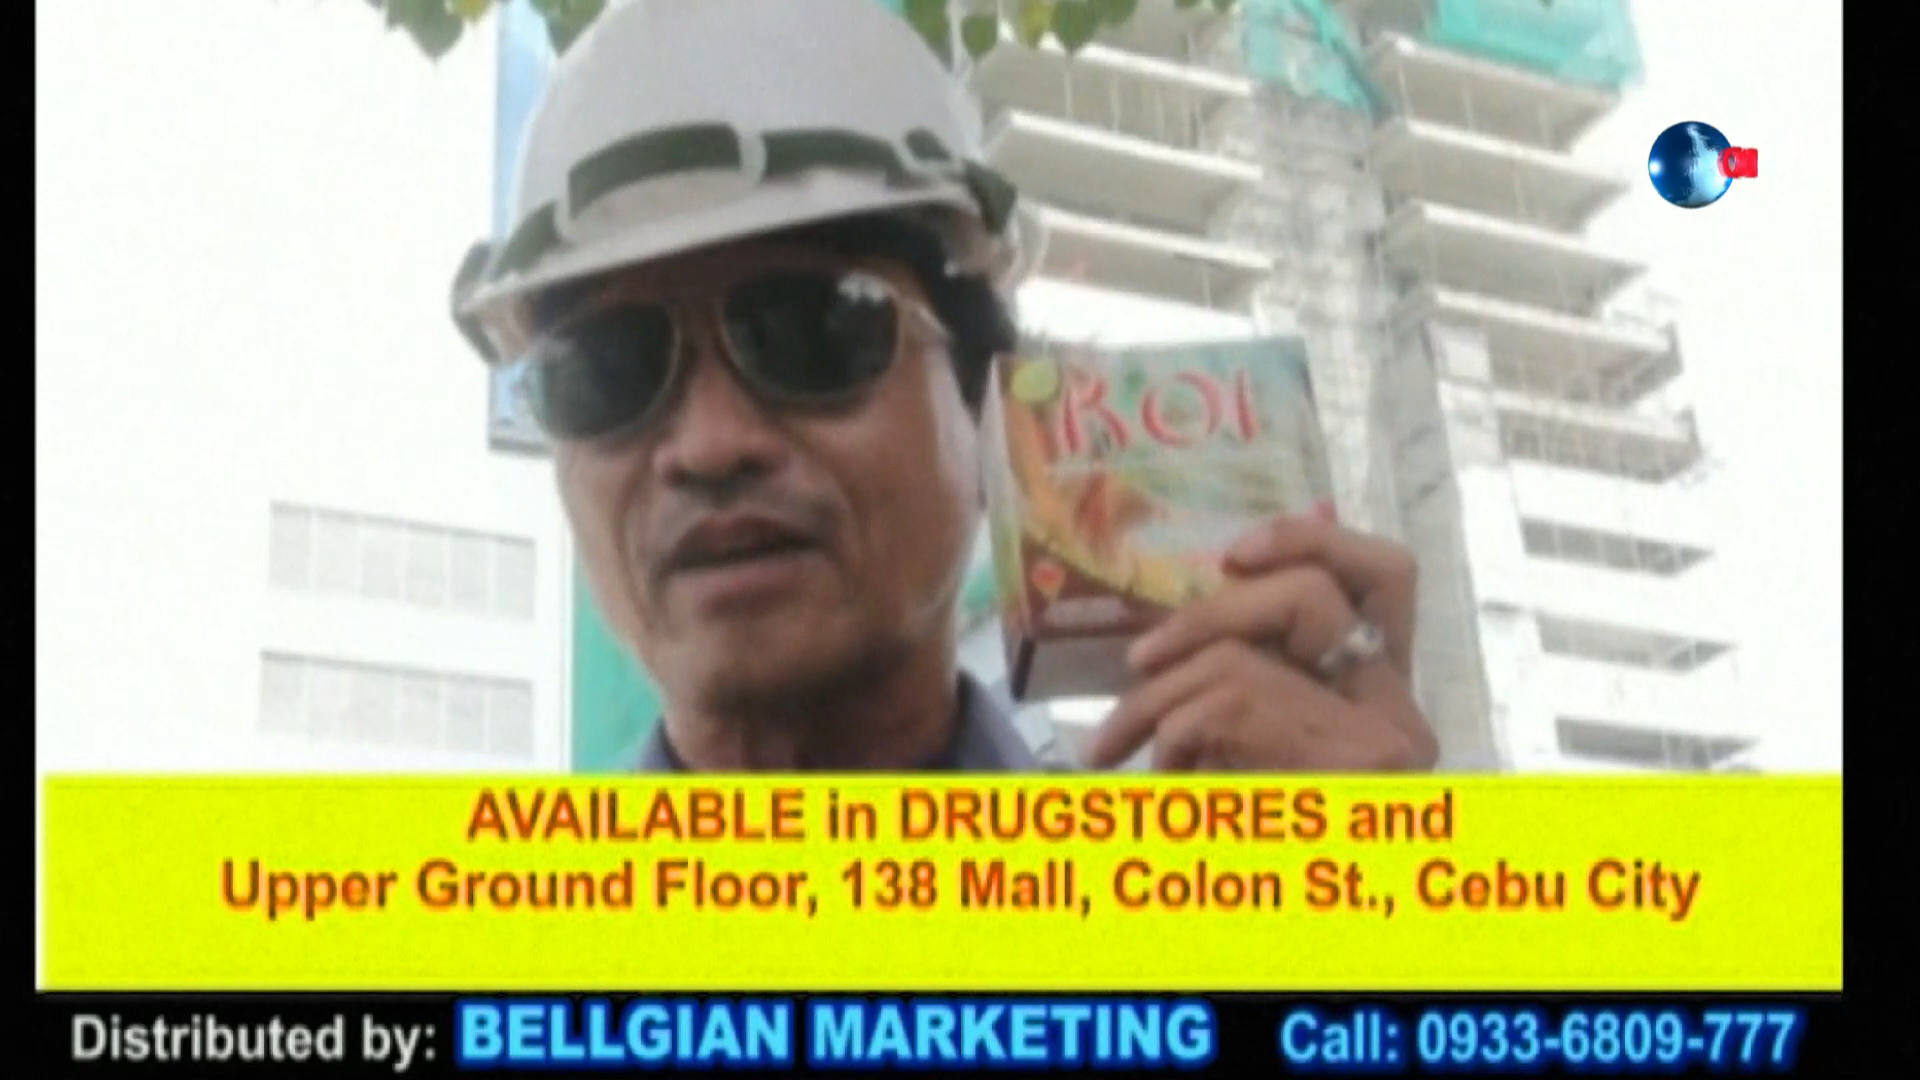 ROI
AVAILABLE in DRUGSTORES and
Upper Ground Floor, 138 Mall, Colon St., Cebu City
Distributed by: BELLGIAN MARKETING Call: 0933-6809-777